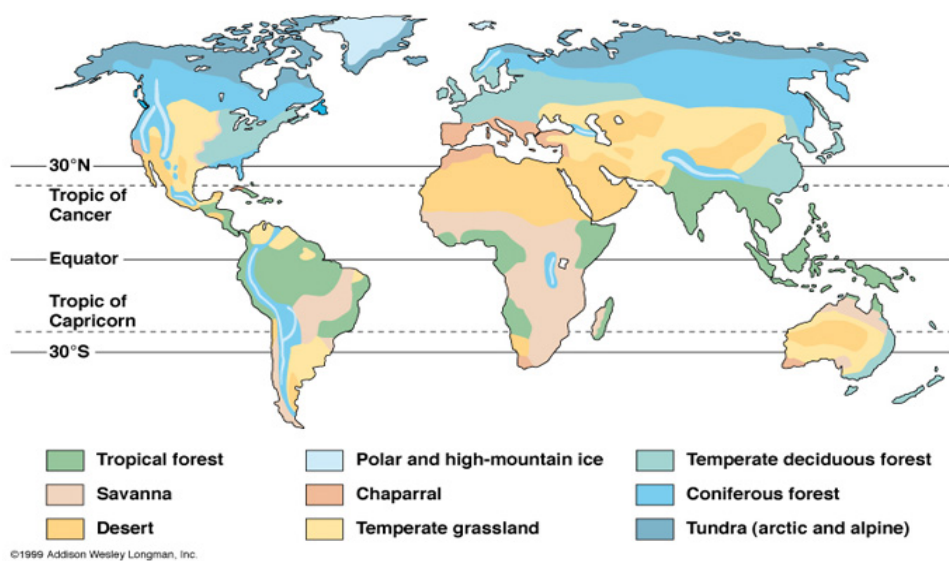 30°N
Tropic of
Cancer
Equator
Tropic of
Capricorn
30°S
Tropical forest
Polar and high-mountain ice
Temperate deciduous forest
Savanna
Chaparral
Coniferous forest
Desert
Temperate grassland
Tundra (arctic and alpine)
©1999 Addison Wesley Longman, Inc.